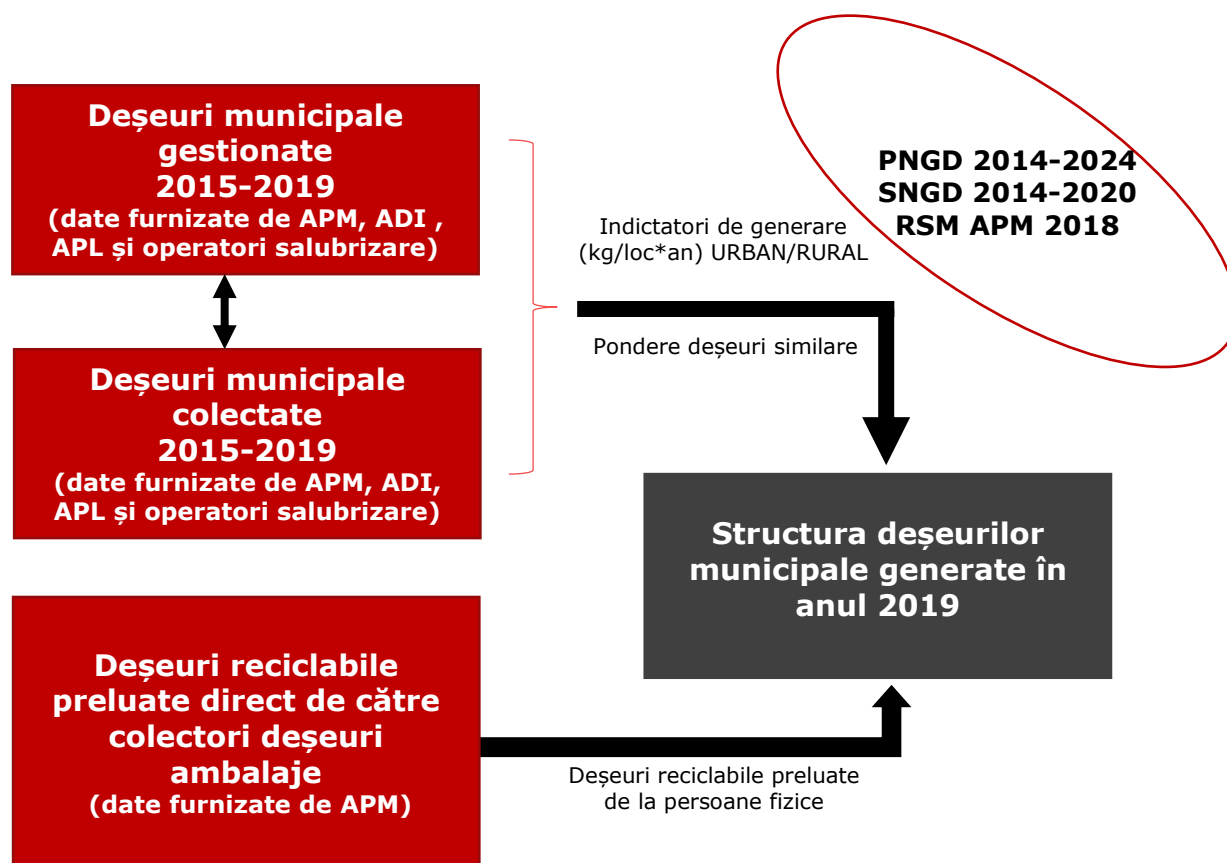 Deșeuri municipale
gestionate
2015-2019
(date furnizate de APM, ADI ,
APL și operatori salubrizare)
Deșeuri municipale
colectate
2015-2019
(date furnizate de APM, ADI,
APL și operatori salubrizare)
Deșeuri reciclabile
preluate direct de către
colectori deșeuri
ambalaje
(date furnizate de APM)
Indictatori de generare
(kg/loc*an) URBAN/RURAL
Pondere deșeuri similare
PNGD 2014-2024
SNGD 2014-2020
RSM APM 2018
Structura deșeurilor
municipale generate în
anul 2019
Deșeuri reciclabile preluate
de la persoane fizice